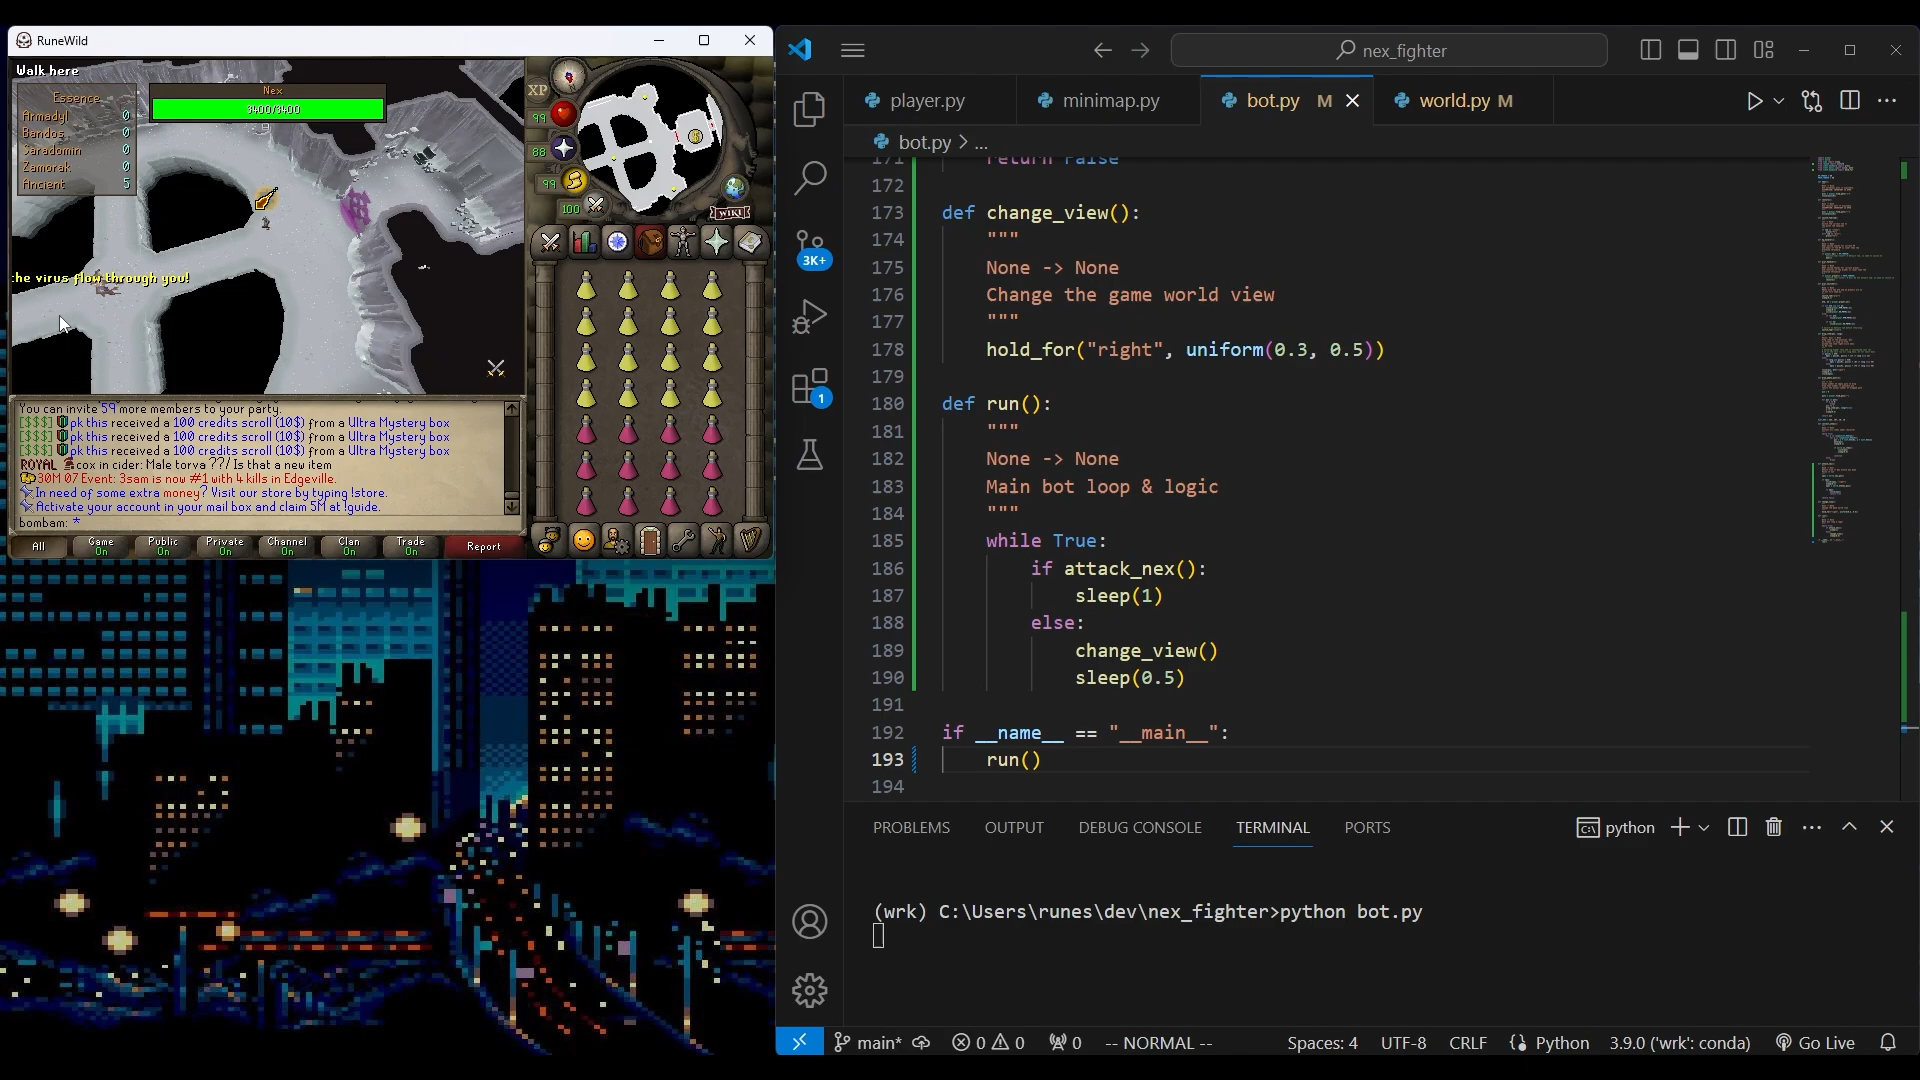 RuneWild
Walk here
Essence
Armadyl 0
Bandos 0
Saradomin 0
Zamorak 0
Ancient 5
Nex
3400/3400
he virus flow through you!
XP
99
88
99
100
WIKI
You can invite 59 more members to your party.
[$$$] pk this received a 100 credits scroll (10$) from a Ultra Mystery box
[$$$] pk this received a 100 credits scroll (10$) from a Ultra Mystery box
[$$$] pk this received a 100 credits scroll (10$) from a Ultra Mystery box
ROYAL cox in cider: Male torva ??/ Is that a new item
30M 07 Event: 3sam is now #1 with 4 kills in Edgeville.
In need of some extra money? Visit our store by typing !store.
Activate your account in your mail box and claim 5M at !guide.
bombam: *
All
Game On
Public On
Private On
Channel On
Clan On
Trade On
Report
nex_fighter
player.py
minimap.py
bot.py M
world.py M
bot.py > ...
3K+
1
171 return False
172
173 def change_view():
174 """
175 None -> None
176 Change the game world view
177 """
178 hold_for("right", uniform(0.3, 0.5))
179
180 def run():
181 """
182 None -> None
183 Main bot loop & logic
184 """
185 while True:
186 if attack_nex():
187 sleep(1)
188 else:
189 change_view()
190 sleep(0.5)
191
192 if __name__ == "__main__":
193 run()
194
PROBLEMS OUTPUT DEBUG CONSOLE TERMINAL PORTS
python
(wrk) C:\Users\runes\dev\nex_fighter>python bot.py
main* 0 0 0 -- NORMAL -- Spaces: 4 UTF-8 CRLF Python 3.9.0 ('wrk': conda) Go Live